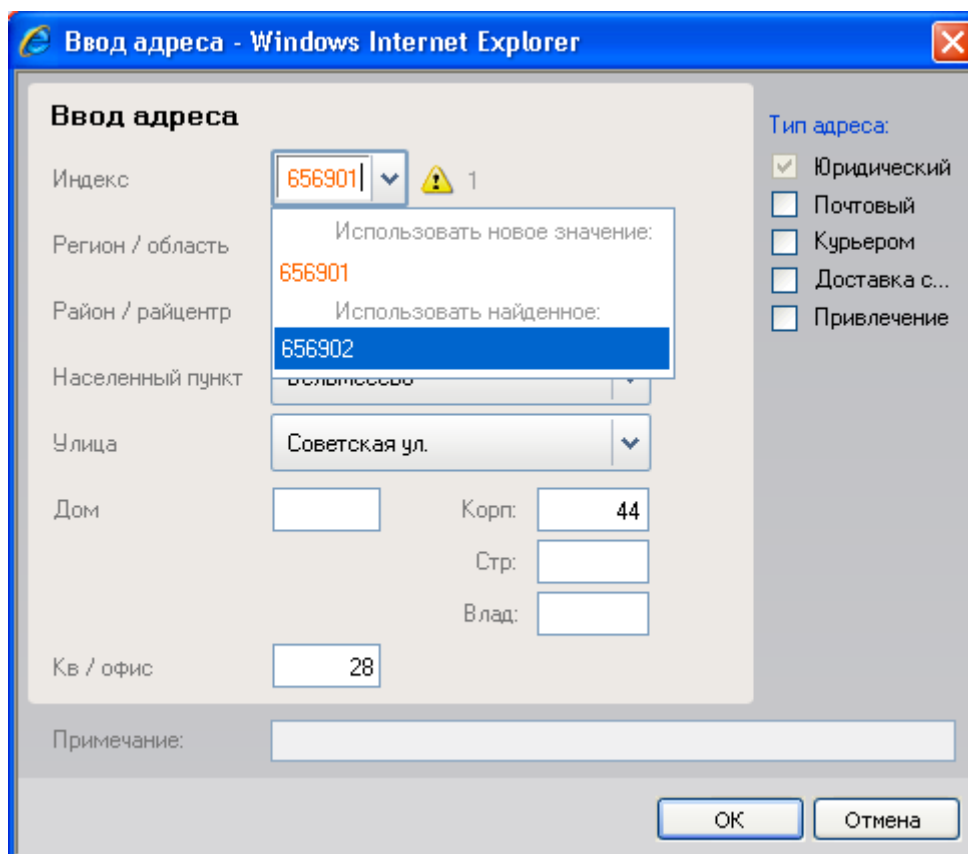 Ввод адреса - Windows Internet Explorer
Ввод адреса
Тип адреса:
Индекс 656901 1
Юридический
Почтовый
Использовать новое значение:
Регион / область
Курьером
656901
Доставка с...
Район / райцентр
Использовать найденное:
Привлечение
656902
Населенный пункт
Улица Советская ул.
Дом Корп: 44
Стр:
Влад:
Кв / офис 28
Примечание:
ОК Отмена